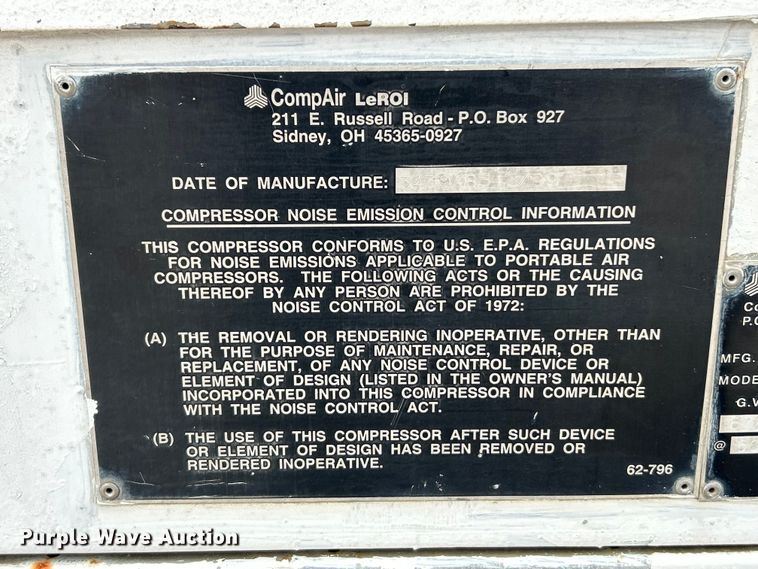 CompAir LeROI
211 E. Russell Road - P.O. Box 927
Sidney, OH 45365-0927
DATE OF MANUFACTURE:
COMPRESSOR NOISE EMISSION CONTROL INFORMATION
THIS COMPRESSOR CONFORMS TO U.S. E.P.A. REGULATIONS
FOR NOISE EMISSIONS APPLICABLE TO PORTABLE AIR
COMPRESSORS. THE FOLLOWING ACTS OR THE CAUSING
THEREOF BY ANY PERSON ARE PROHIBITED BY THE
NOISE CONTROL ACT OF 1972:
(A) THE REMOVAL OR RENDERING INOPERATIVE, OTHER THAN
FOR THE PURPOSE OF MAINTENANCE, REPAIR, OR
REPLACEMENT, OF ANY NOISE CONTROL DEVICE OR
ELEMENT OF DESIGN (LISTED IN THE OWNER'S MANUAL)
INCORPORATED INTO THIS COMPRESSOR IN COMPLIANCE
WITH THE NOISE CONTROL ACT.
(B) THE USE OF THIS COMPRESSOR AFTER SUCH DEVICE
OR ELEMENT OF DESIGN HAS BEEN REMOVED OR
RENDERED INOPERATIVE.
62-796
MFG.
Purple Wave Auction